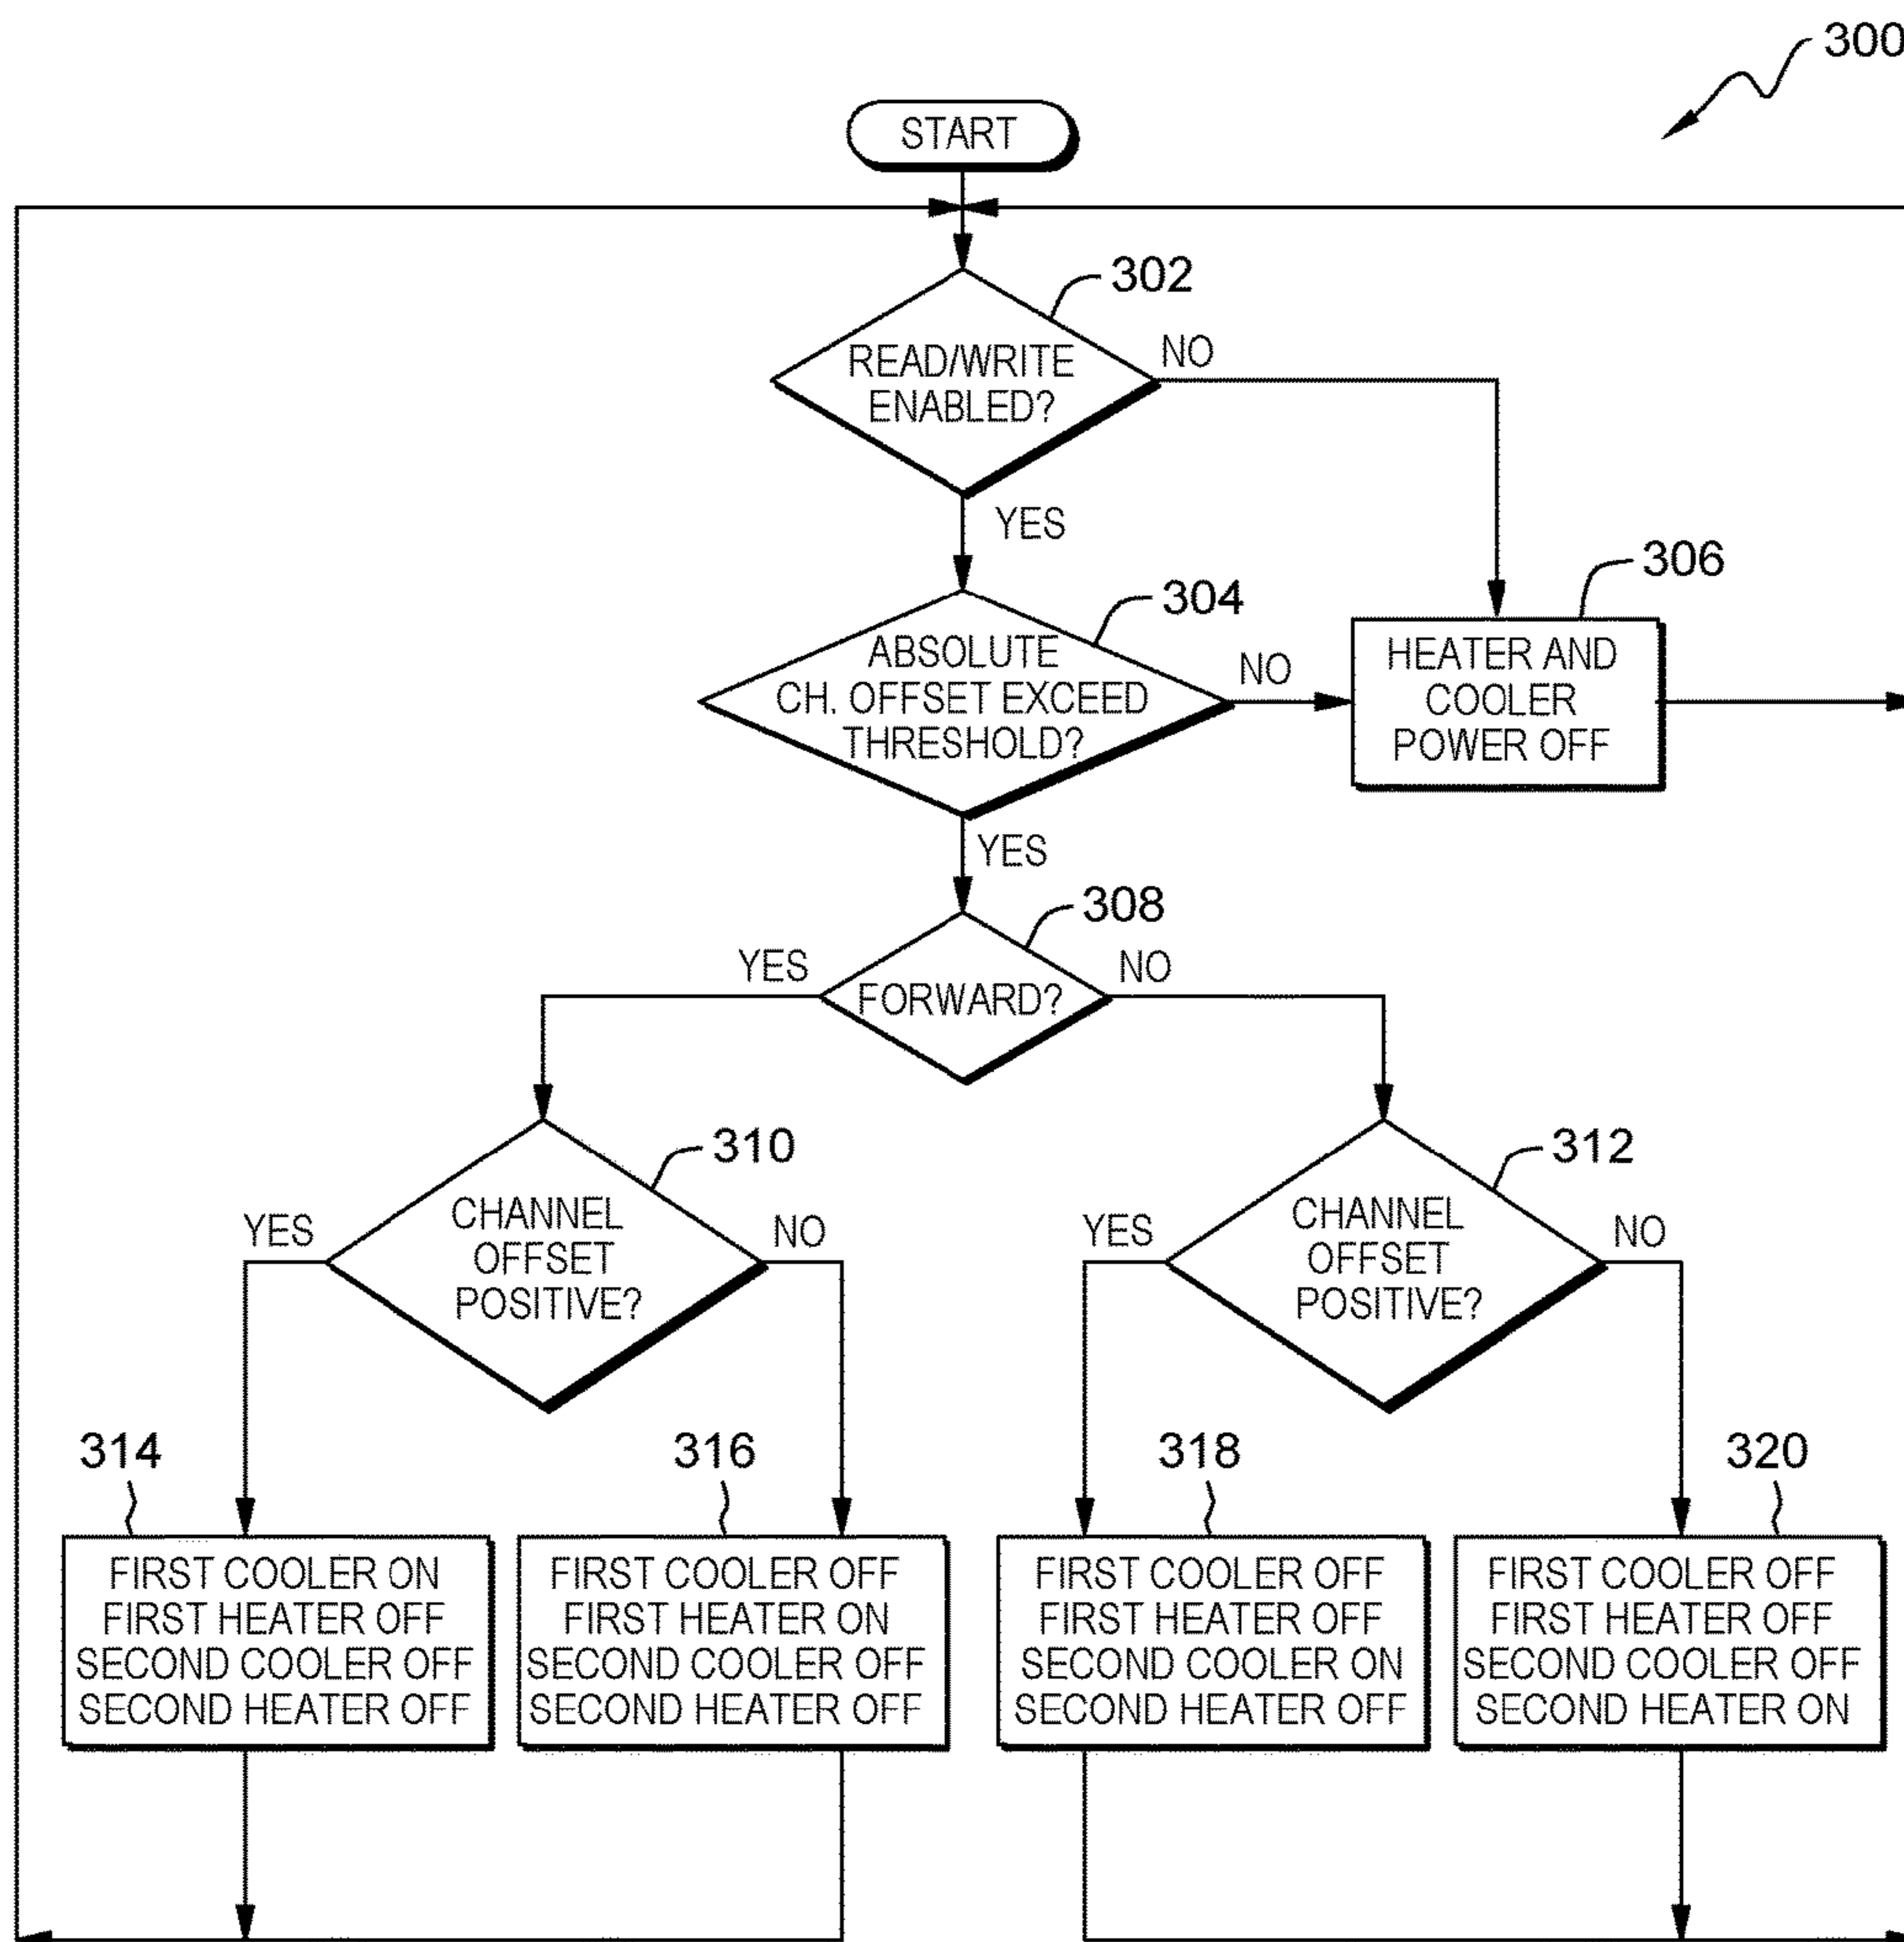 300
START
302
READ/WRITE
ENABLED?
NO
YES
304
306
ABSOLUTE
CH. OFFSET EXCEED
THRESHOLD?
NO
HEATER AND
COOLER
POWER OFF
YES
308
YES
FORWARD?
NO
310
312
YES
CHANNEL
OFFSET
POSITIVE?
NO
YES
CHANNEL
OFFSET
POSITIVE?
NO
314
316
318
320
FIRST COOLER ON
FIRST HEATER OFF
SECOND COOLER OFF
SECOND HEATER OFF
FIRST COOLER OFF
FIRST HEATER ON
SECOND COOLER OFF
SECOND HEATER OFF
FIRST COOLER OFF
FIRST HEATER OFF
SECOND COOLER ON
SECOND HEATER OFF
FIRST COOLER OFF
FIRST HEATER OFF
SECOND COOLER OFF
SECOND HEATER ON